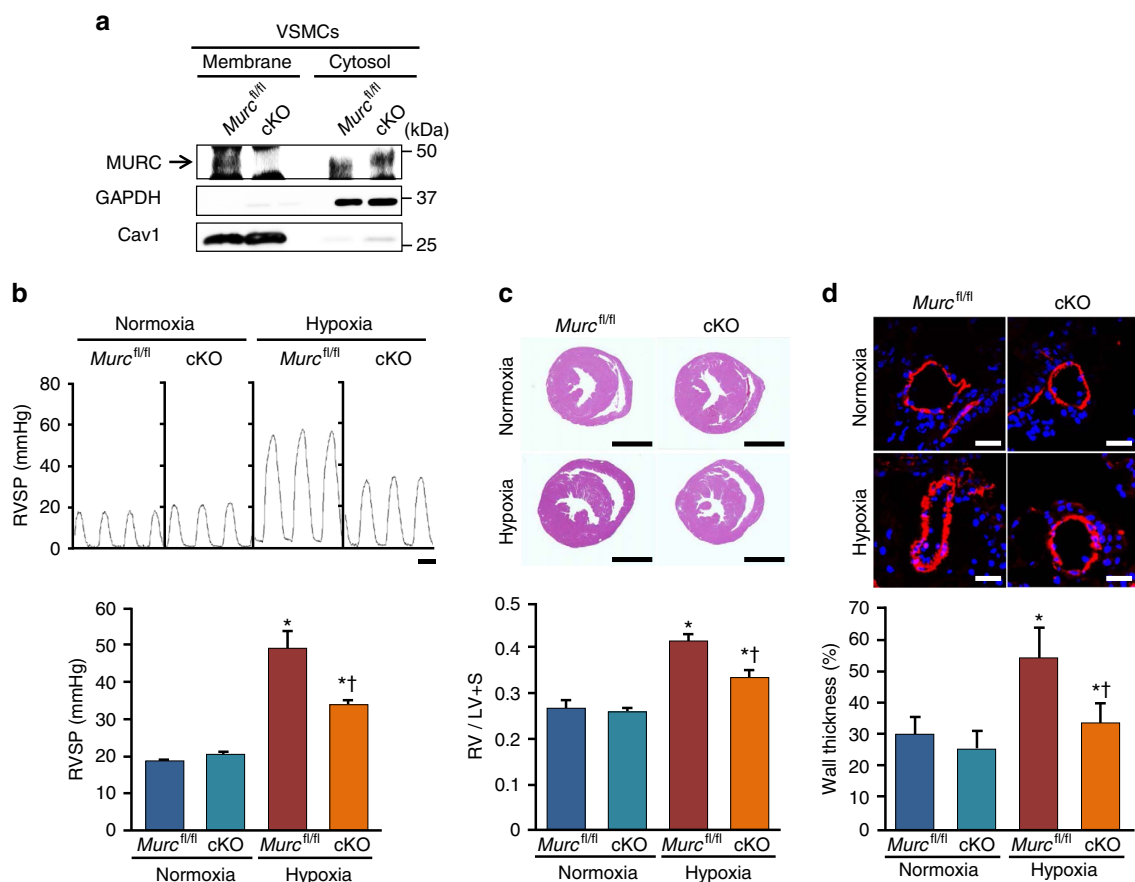 a
VSMCs
Membrane Cytosol
Murc fl/fl cKO Murc fl/fl cKO (kDa)
MURC 50
GAPDH 37
Cav1 25
b
Normoxia Hypoxia
Murc fl/fl cKO Murc fl/fl cKO
RVSP (mmHg)
80
60
40
20
0
RVSP (mmHg)
60
50
40
30
20
10
0
*
*†
Murc fl/fl cKO Murc fl/fl cKO
Normoxia Hypoxia
c
Murc fl/fl cKO
Normoxia
Hypoxia
RV / LV+S
0.5
0.4
0.3
0.2
0.1
0
*
*†
Murc fl/fl cKO Murc fl/fl cKO
Normoxia Hypoxia
d
Murc fl/fl cKO
Normoxia
Hypoxia
Wall thickness (%)
70
60
50
40
30
20
10
0
*
*†
Murc fl/fl cKO Murc fl/fl cKO
Normoxia Hypoxia